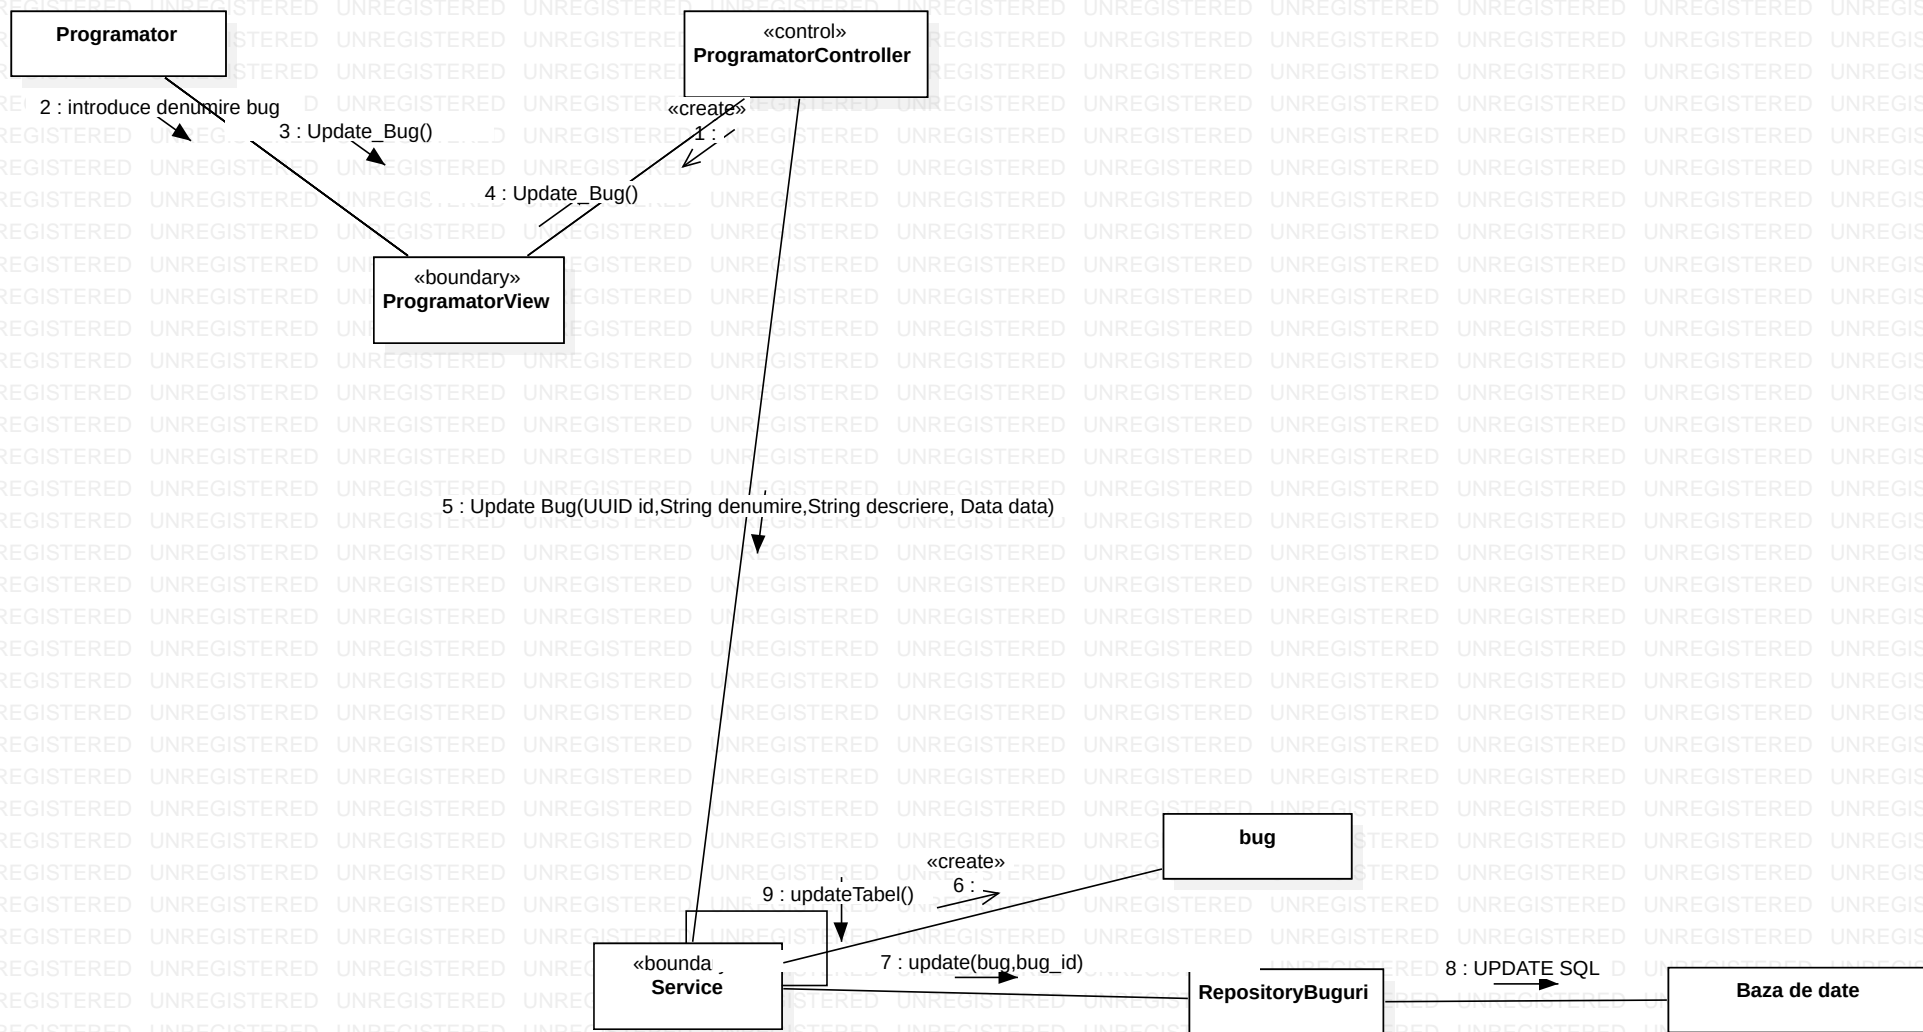 Programator
«control»
ProgramatorController
2 : introduce denumire bug
«create»
1 :
3 : Update_Bug()
4 : Update_Bug()
«boundary»
ProgramatorView
5 : Update Bug(UUID id,String denumire,String descriere, Data data)
bug
«create»
6 :
9 : updateTabel()
«bounda
Service
7 : update(bug,bug_id)
RepositoryBuguri
8 : UPDATE SQL
Baza de date
UNREGISTERED